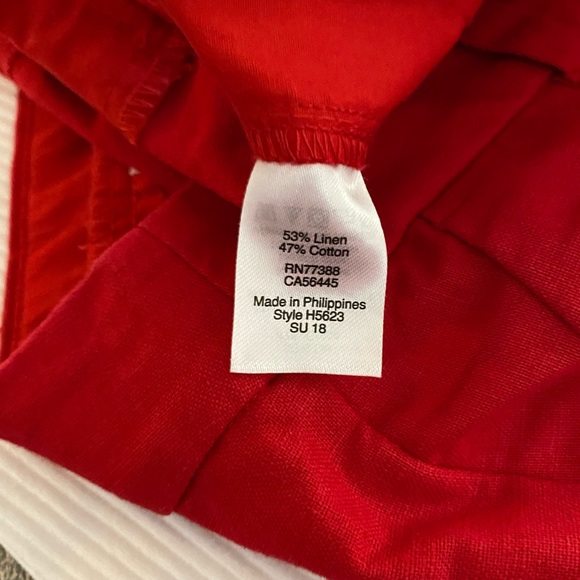 53% Linen
47% Cotton
RN77388
CA56445
Made in Philippines
Style H5623
SU 18